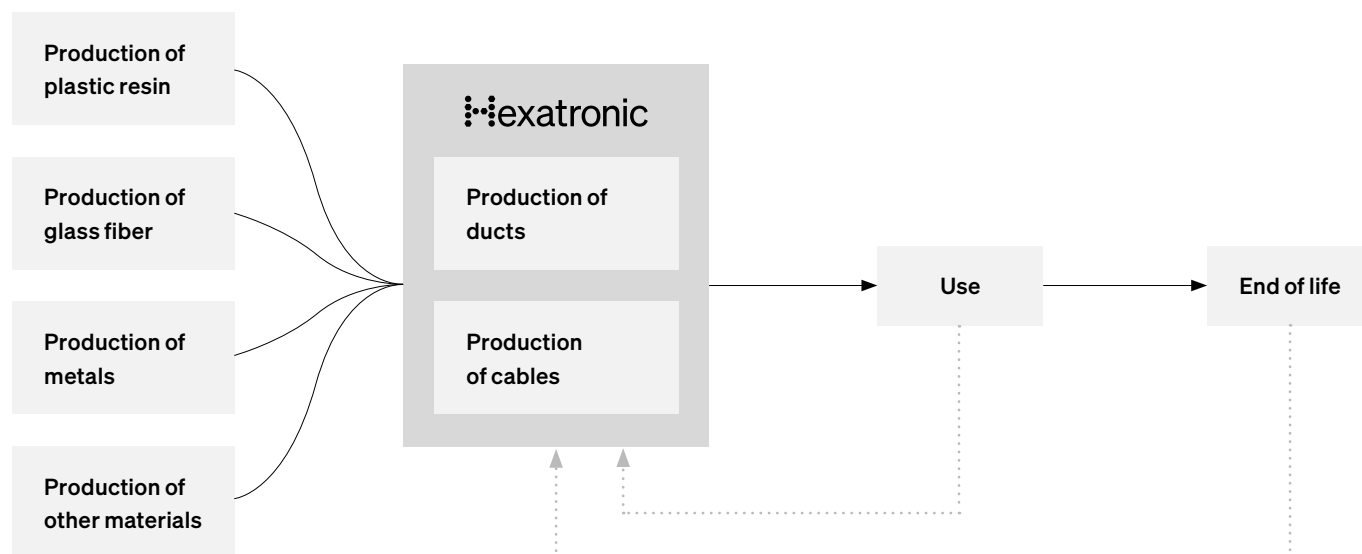 Production of
plastic resin
Production of
glass fiber
Production of
metals
Production of
other materials
Hexatronic
Production of
ducts
Production
of cables
Use
End of life